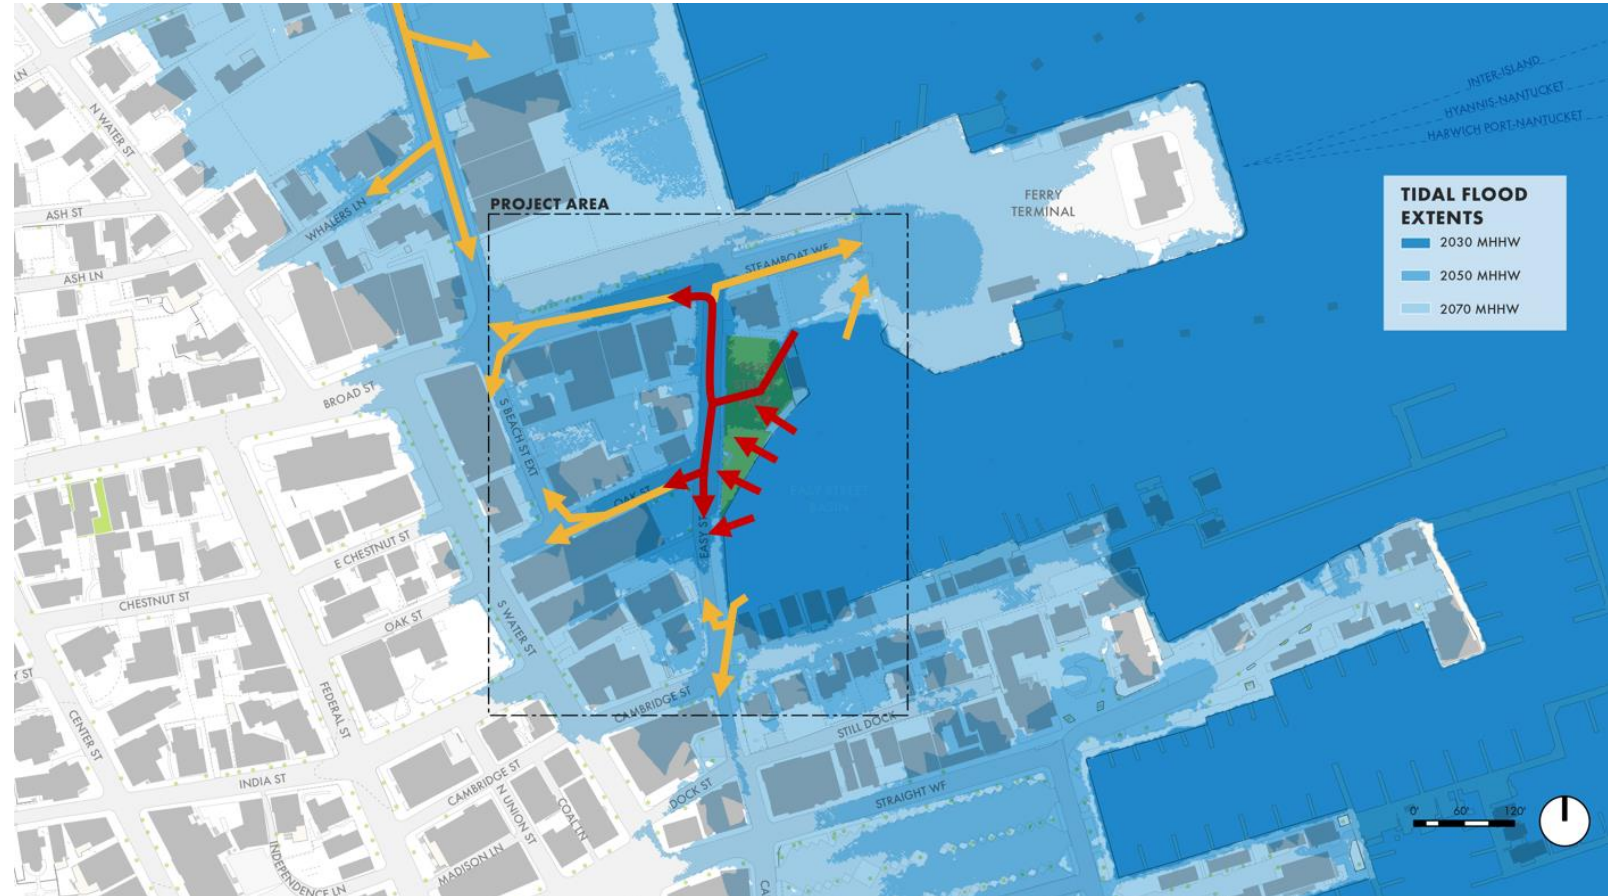 INTER-ISLAND
HYANNIS-NANTUCKET
HARWICH PORT-NANTUCKET
LN
N WATER ST
TIDAL FLOOD
EXTENTS
2030 MHHW
2050 MHHW
2070 MHHW
FERRY
TERMINAL
PROJECT AREA
ASH ST
WHALERS LN
STEAMBOAT WF
ASH LN
BROAD ST
S BEACH ST EXT
OAK ST
EASY ST
E CHESTNUT ST
CHESTNUT ST
OAK ST
S WATER ST
Y ST
FEDERAL ST
CENTER ST
CAMBRIDGE ST
STILL DOCK
INDIA ST
CAMBRIDGE ST
N UNION ST
COAL LN
DOCK ST
STRAIGHT WF
0' 60' 120'
MADISON LN
INDEPENDENCE LN
CA